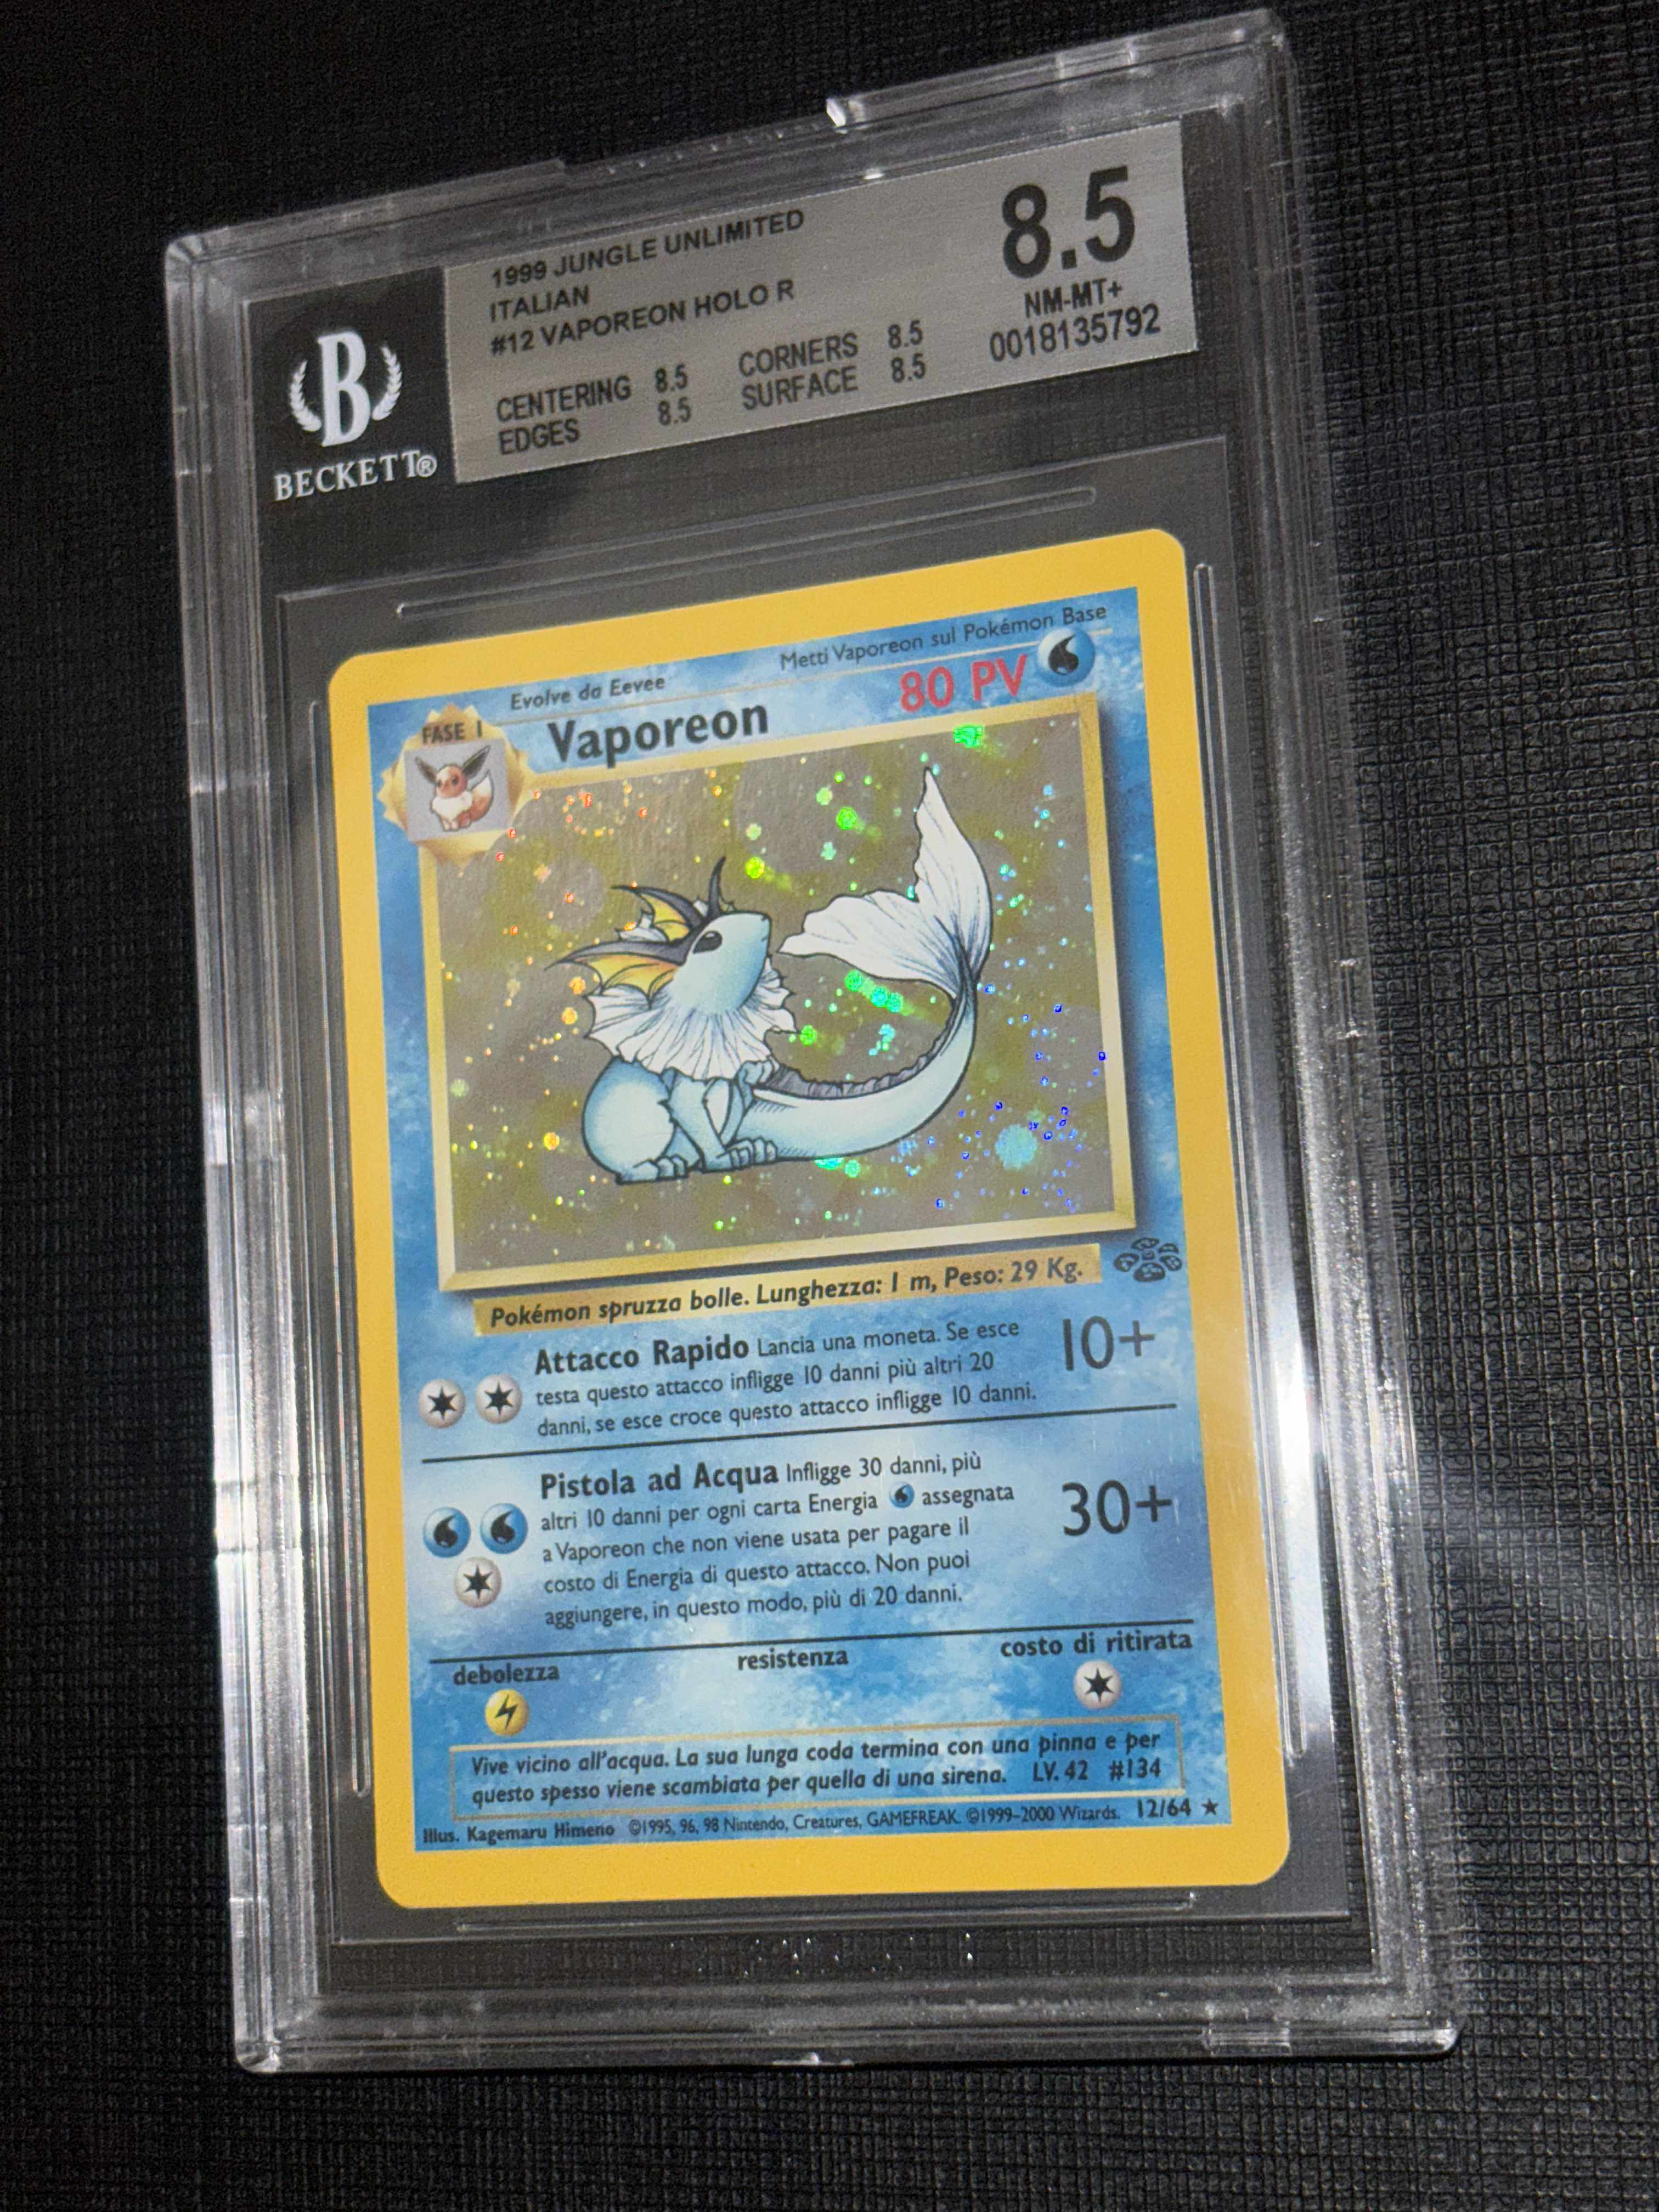 1999 JUNGLE UNLIMITED
ITALIAN
#12 VAPOREON HOLO R
CENTERING 8.5 CORNERS 8.5
EDGES 8.5 SURFACE 8.5
8.5
NM-MT+
0018135792
B
BECKETT®
Evolve da Eevee
Metti Vaporeon sul Pokémon Base
FASE 1
Vaporeon
80 PV
Pokémon spruzza bolle. Lunghezza: 1 m, Peso: 29 Kg.
Attacco Rapido Lancia una moneta. Se esce
testa questo attacco infligge 10 danni più altri 20
danni, se esce croce questo attacco infligge 10 danni.
10+
Pistola ad Acqua Infligge 30 danni, più
altri 10 danni per ogni carta Energia assegnata
a Vaporeon che non viene usata per pagare il
costo di Energia di questo attacco. Non puoi
aggiungere, in questo modo, più di 20 danni.
30+
debolezza
resistenza
costo di ritirata
Vive vicino all'acqua. La sua lunga coda termina con una pinna e per
questo spesso viene scambiata per quella di una sirena. LV. 42 #134
Illus. Kagemaru Himeno ©1995, 96, 98 Nintendo, Creatures, GAMEFREAK. ©1999-2000 Wizards. 12/64 ★